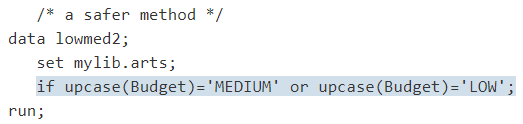 /* a safer method */
data lowmed2;
set mylib.arts;
if upcase(Budget)='MEDIUM' or upcase(Budget)='LOW';
run;